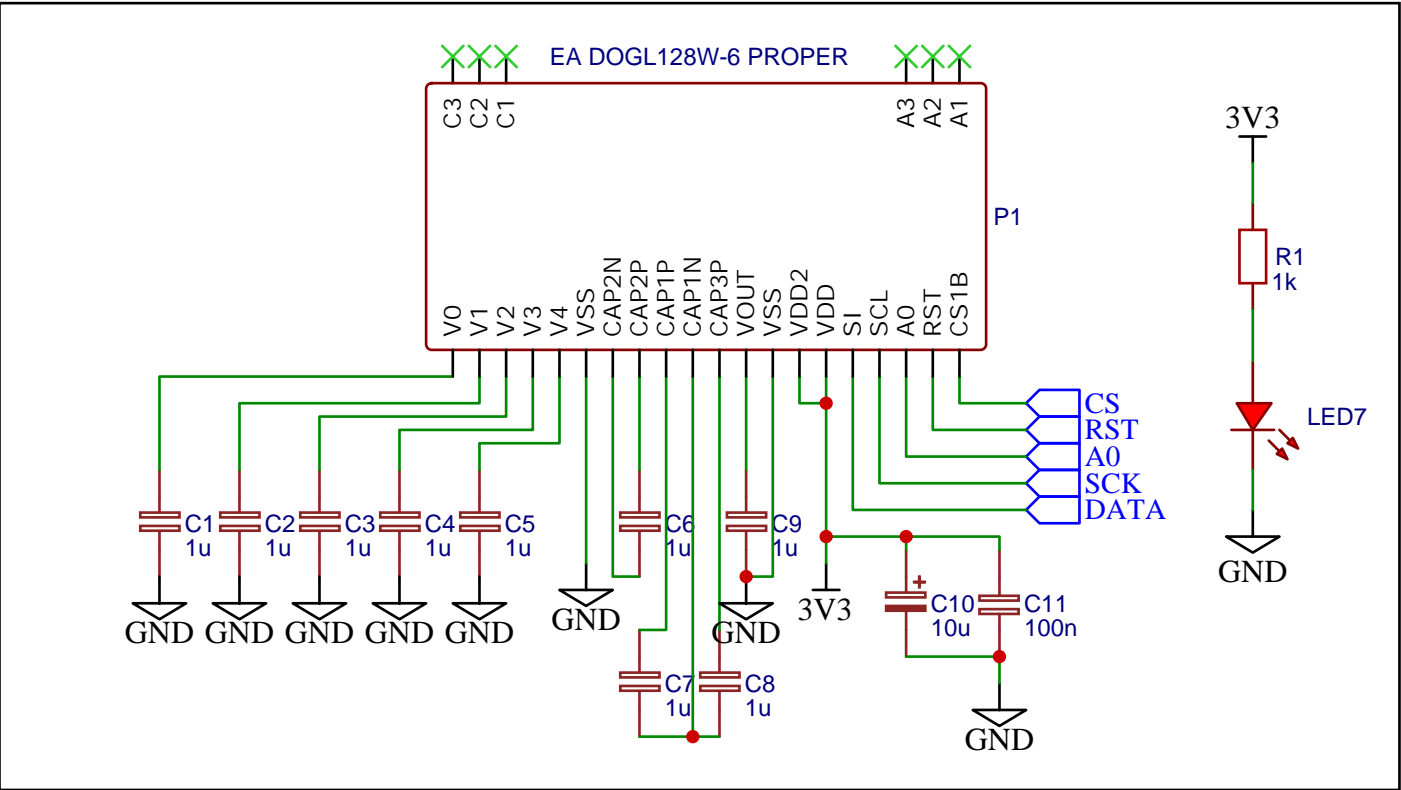 EA DOGL128W-6 PROPER
C3
C2
C1
A3
A2
A1
3V3
P1
R1
1k
V0
V1
V2
V3
V4
VSS
CAP2N
CAP2P
CAP1P
CAP1N
CAP3P
VOUT
VSS
VDD2
VDD
SI
SCL
A0
RST
CS1B
CS
RST
A0
SCK
DATA
LED7
C1
1u
C2
1u
C3
1u
C4
1u
C5
1u
C6
1u
C9
1u
GND
GND
GND
GND
GND
GND
GND
GND
3V3
+
C10
10u
C11
100n
C7
1u
C8
1u
GND